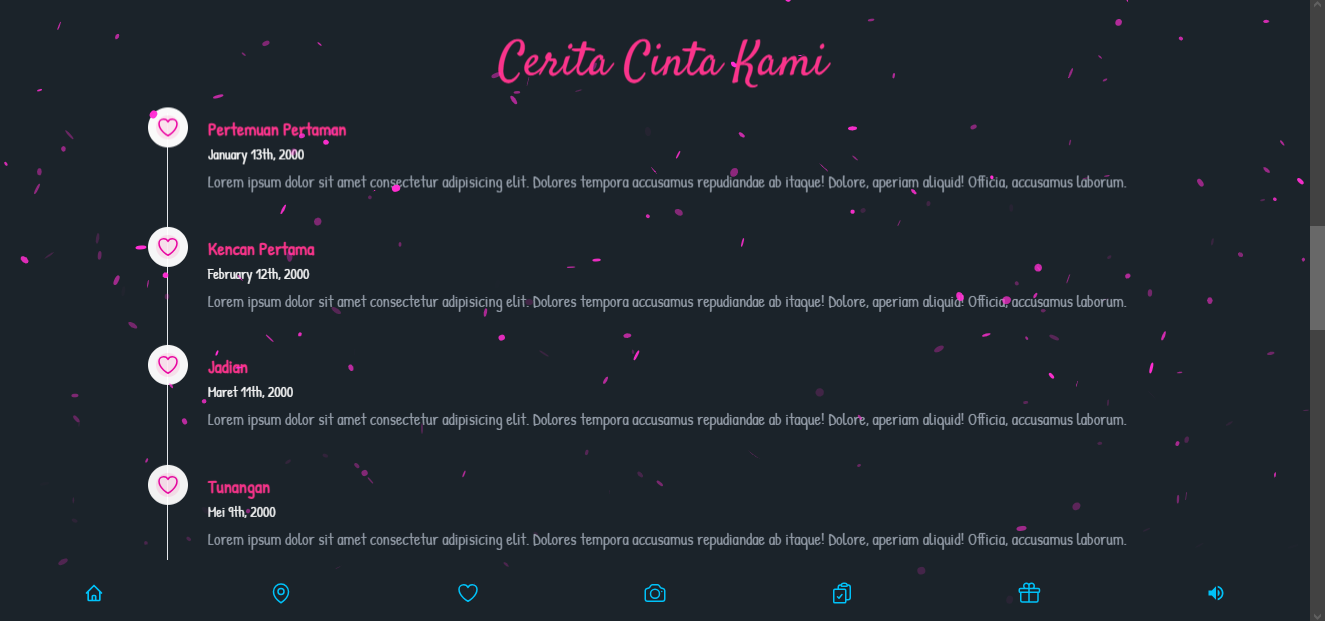 Cerita Cinta Kami
Pertemuan Pertaman
January 13th, 2000
Lorem ipsum dolor sit amet consectetur adipisicing elit. Dolores tempora accusamus repudiandae ab itaque! Dolore, aperiam aliquid! Officia, accusamus laborum.
Kencan Pertama
February 12th, 2000
Lorem ipsum dolor sit amet consectetur adipisicing elit. Dolores tempora accusamus repudiandae ab itaque! Dolore, aperiam aliquid! Officia, accusamus laborum.
Jadian
Maret 11th, 2000
Lorem ipsum dolor sit amet consectetur adipisicing elit. Dolores tempora accusamus repudiandae ab itaque! Dolore, aperiam aliquid! Officia, accusamus laborum.
Tunangan
Mei 9th, 2000
Lorem ipsum dolor sit amet consectetur adipisicing elit. Dolores tempora accusamus repudiandae ab itaque! Dolore, aperiam aliquid! Officia, accusamus laborum.